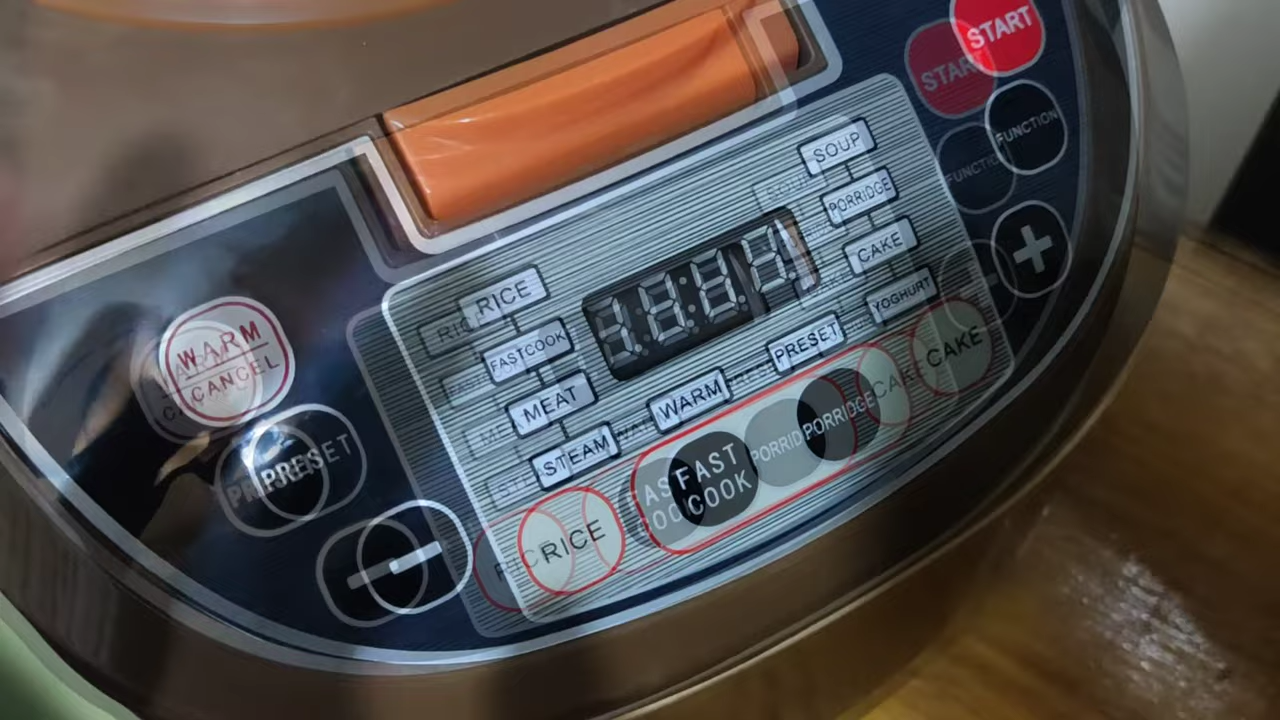 START
FUNCTION
+
SOUP
PORRIDGE
CAKE
YOGHURT
RICE
FASTCOOK
MEAT
STEAM
WARM
PRESET
WARM
CANCEL
PRESET
-
RICE
FAST
COOK
PORRIDGE
CAKE